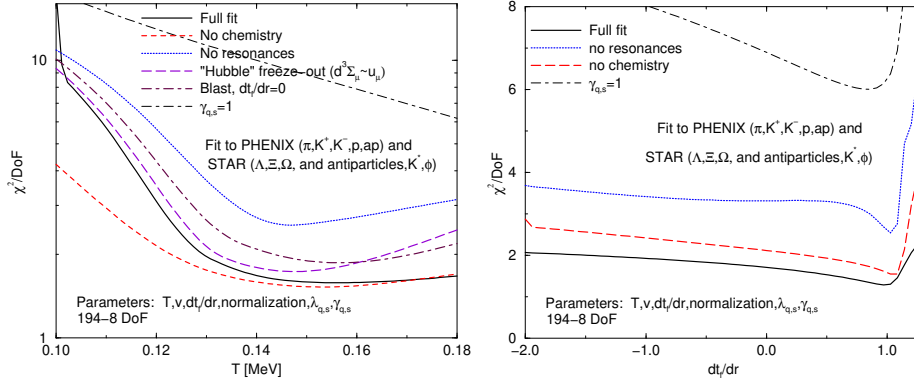 Full fit
No chemistry
No resonances
"Hubble" freeze-out (d³Σμ~uμ)
Blast, dtf/dr=0
γq,s=1
Fit to PHENIX (π,K⁺,K⁻,p,ap) and
STAR (Λ,Ξ,Ω, and antiparticles,K*,φ)
Parameters: T,v,dtf/dr,normalization,λq,s,γq,s
194−8 DoF
χ²/DoF
10
1
0.10
0.12
0.14
0.16
0.18
T [MeV]
Full fit
no resonances
no chemistry
γq,s=1
Fit to PHENIX (π,K⁺,K⁻,p,ap) and
STAR (Λ,Ξ,Ω, and antiparticles,K*,φ)
Parameters: T,v,dtf/dr,normalization,λq,s,γq,s
194−8 DoF
χ²/DoF
8
6
4
2
0
−2.0
−1.0
0.0
1.0
dtf/dr